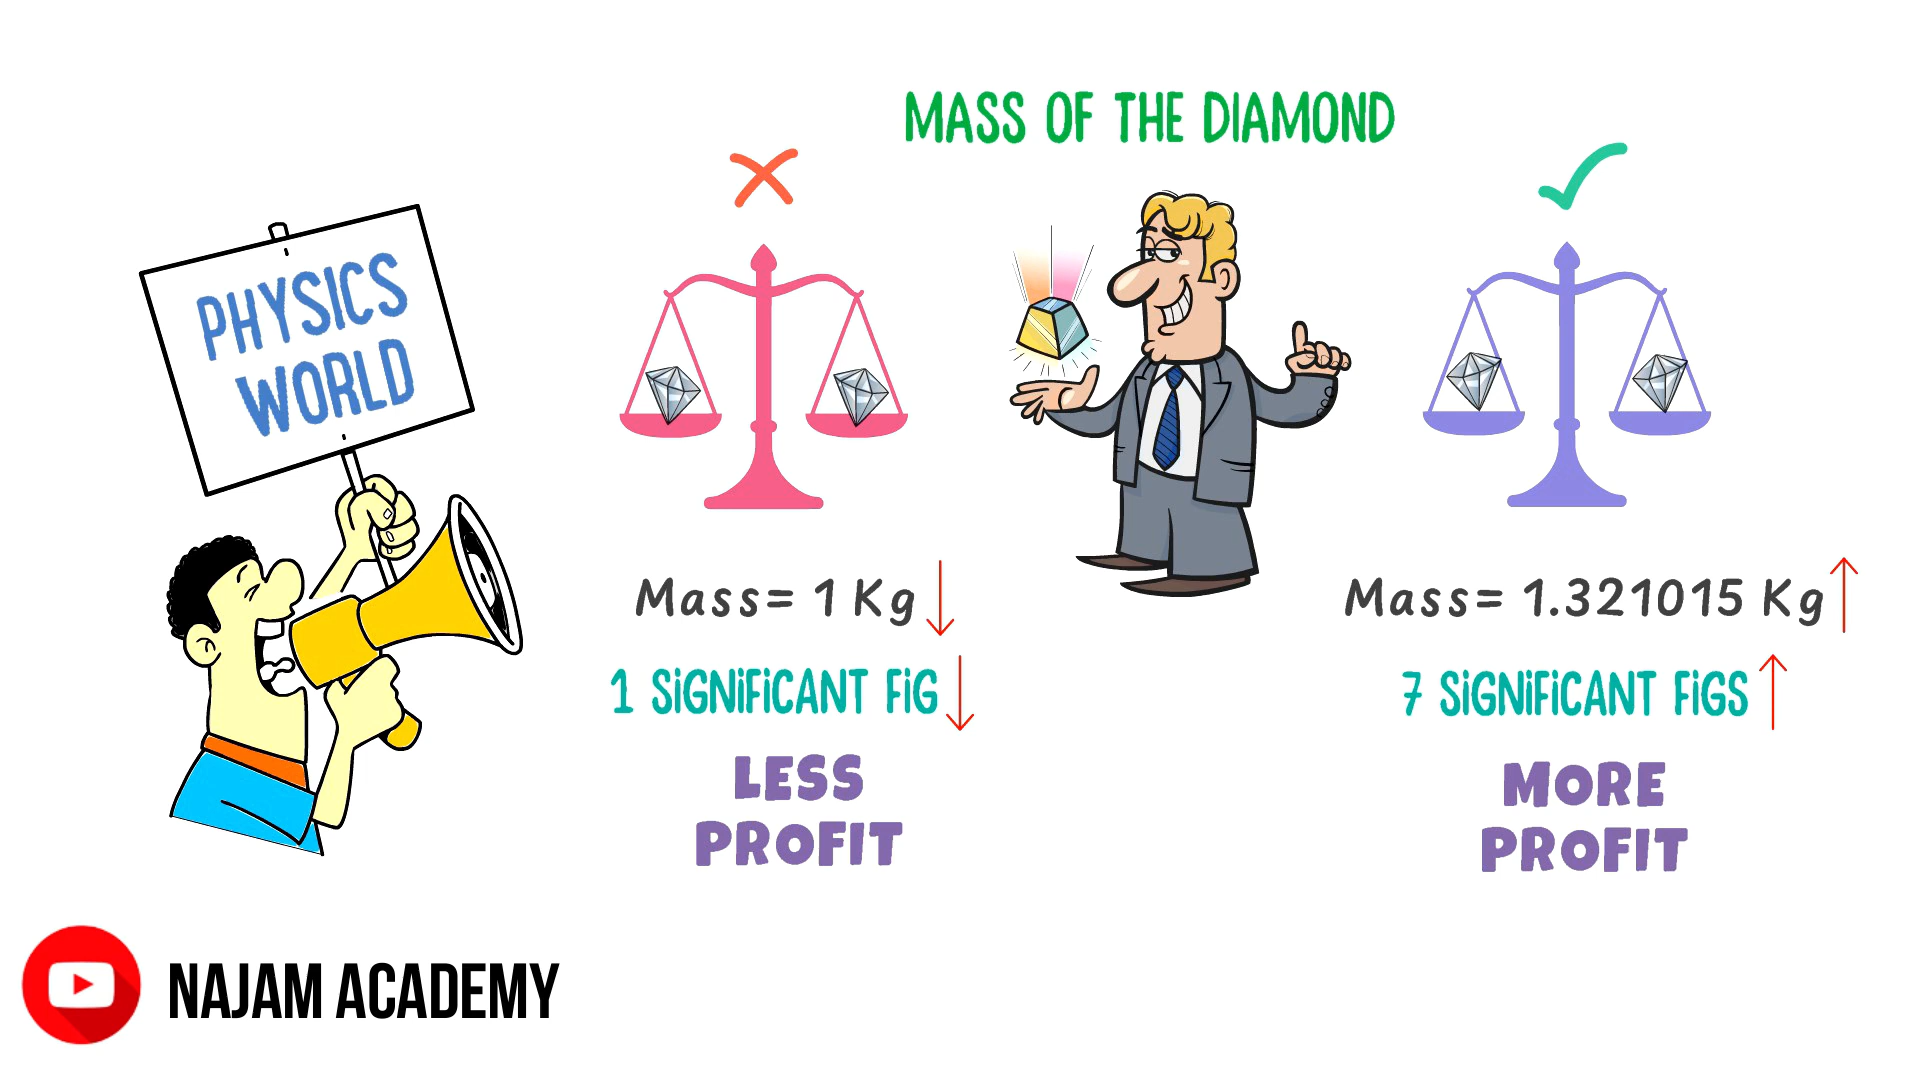 MASS OF THE DIAMOND
PHYSICS
WORLD
Mass= 1 Kg
1 SiGNiFiCANT FiG
LESS
PROFIT
Mass= 1.321015 Kg
7 SiGNiFiCANT FiGS
MORE
PROFIT
NAJAM ACADEMY